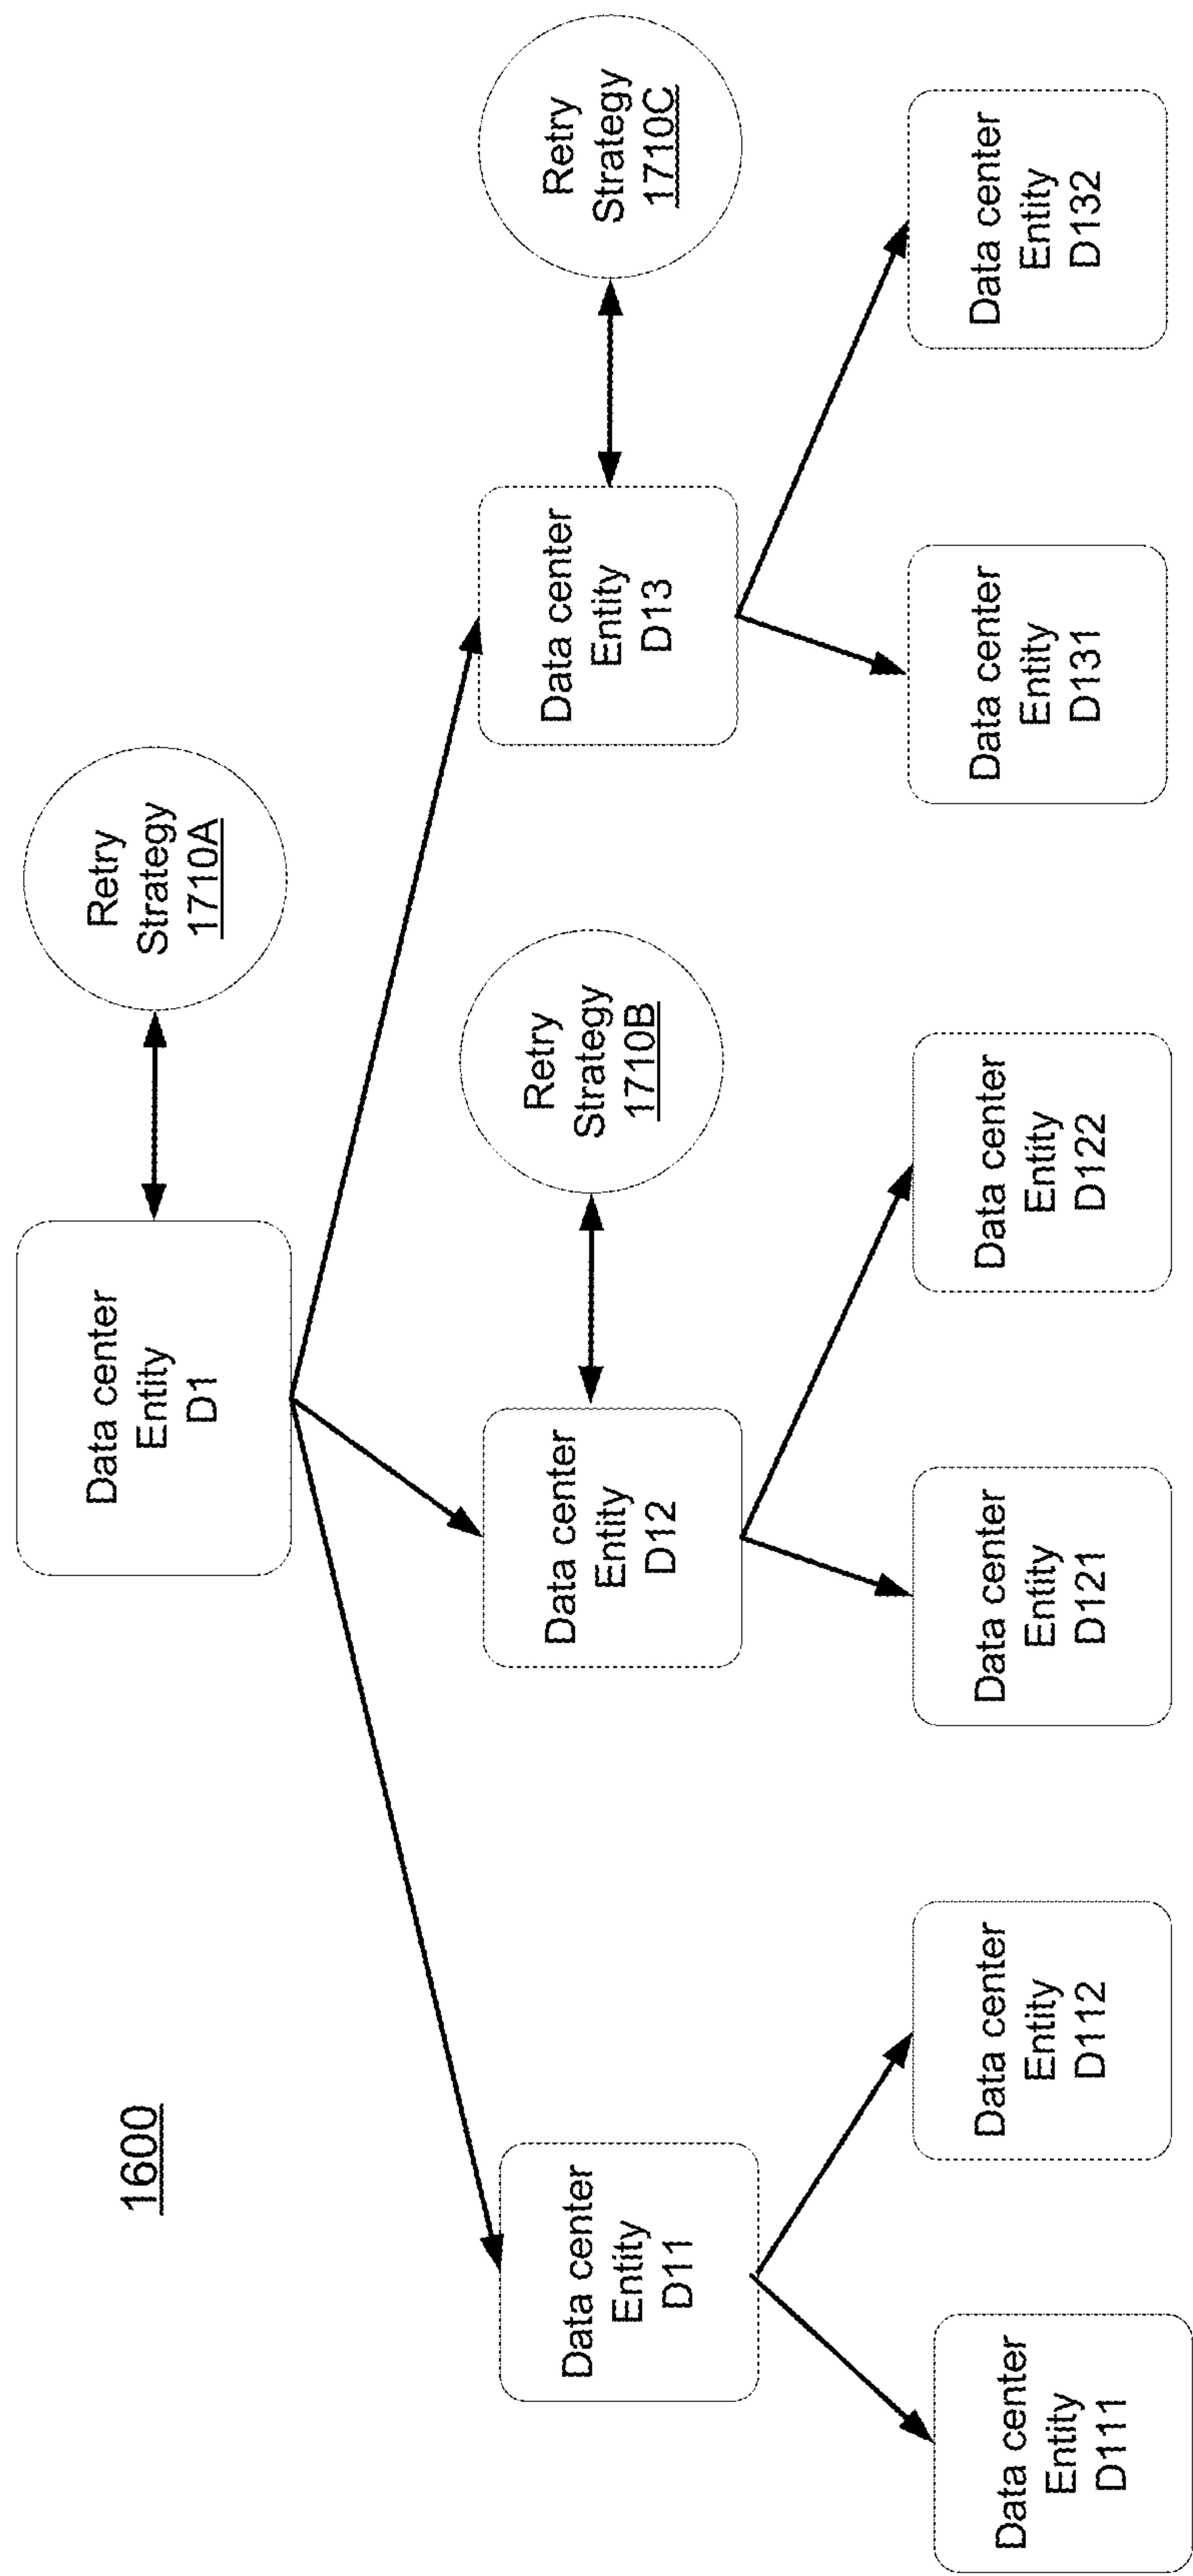 1600
Data center
Entity
D1
Retry
Strategy
1710A
Data center
Entity
D11
Data center
Entity
D12
Retry
Strategy
1710B
Data center
Entity
D13
Retry
Strategy
1710C
Data center
Entity
D111
Data center
Entity
D112
Data center
Entity
D121
Data center
Entity
D122
Data center
Entity
D131
Data center
Entity
D132